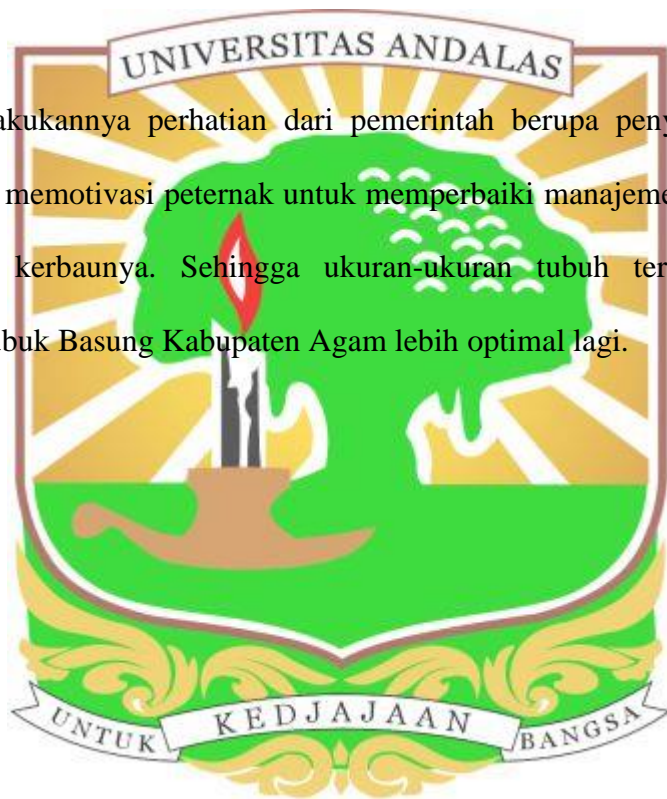 UNIVERSITAS ANDALAS
akukannya perhatian dari pemerintah berupa peny
memotivasi peternak untuk memperbaiki manajeme
kerbaunya. Sehingga ukuran-ukuran tubuh ter
buk Basung Kabupaten Agam lebih optimal lagi.
UNTUK KEDJAJAAN BANGSA